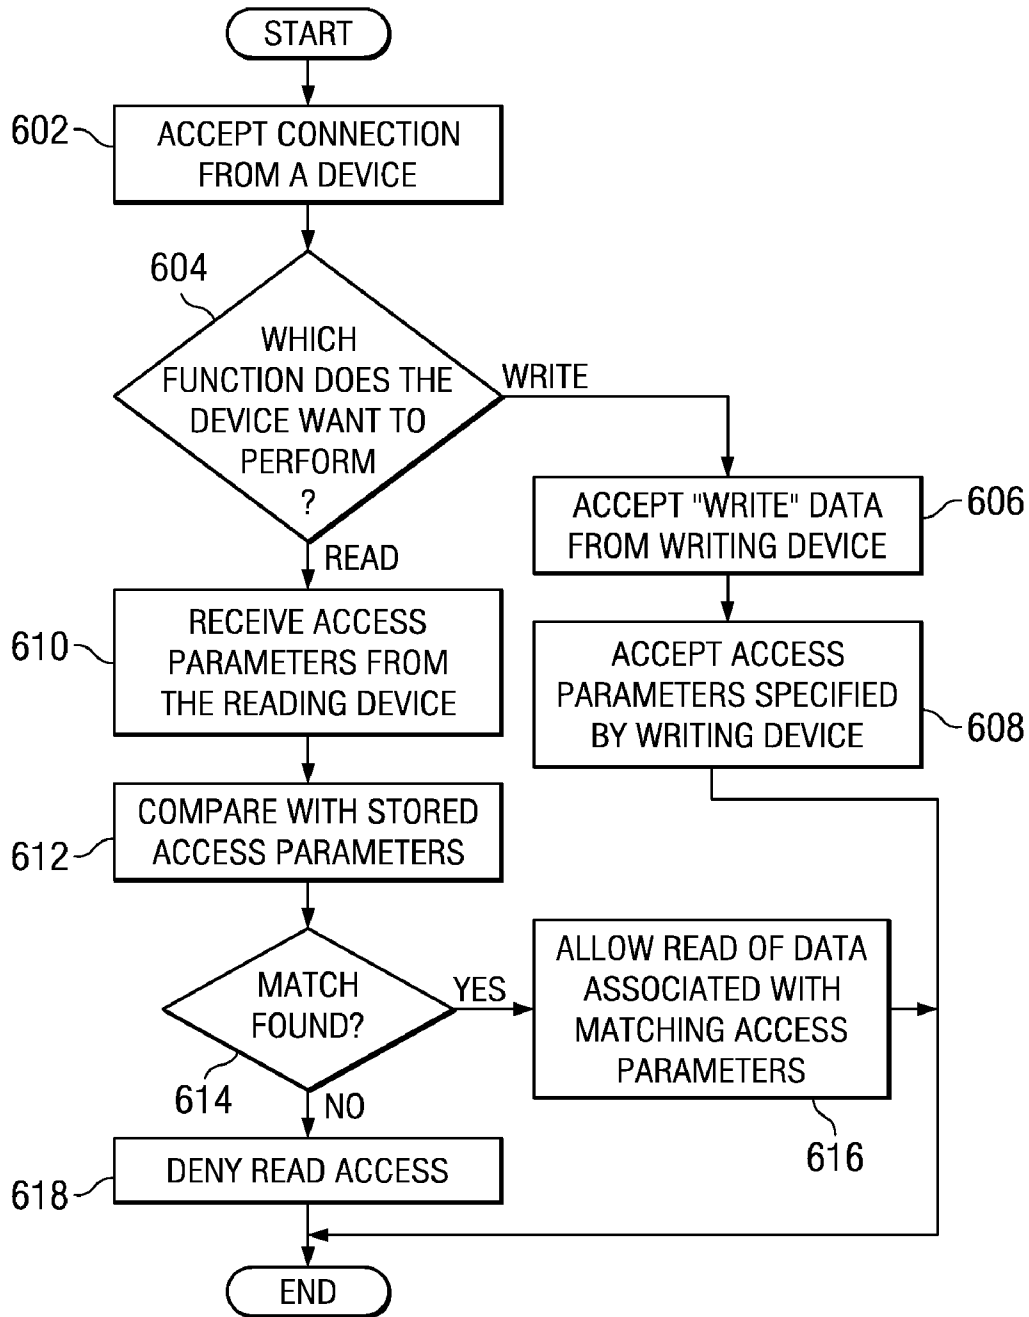 START
602
ACCEPT CONNECTION
FROM A DEVICE
604
WHICH
FUNCTION DOES THE
DEVICE WANT TO
PERFORM
?
WRITE
READ
ACCEPT "WRITE" DATA
FROM WRITING DEVICE
606
ACCEPT ACCESS
PARAMETERS SPECIFIED
BY WRITING DEVICE
608
610
RECEIVE ACCESS
PARAMETERS FROM
THE READING DEVICE
612
COMPARE WITH STORED
ACCESS PARAMETERS
MATCH
FOUND?
614
YES
NO
ALLOW READ OF DATA
ASSOCIATED WITH
MATCHING ACCESS
PARAMETERS
616
618
DENY READ ACCESS
END